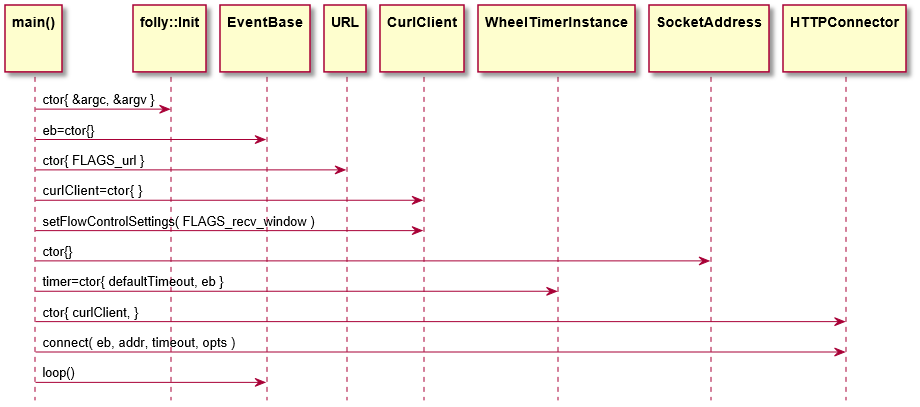 main()
folly::Init
EventBase
URL
CurlClient
WheelTimerInstance
SocketAddress
HTTPConnector
ctor{ &argc, &argv }
eb=ctor{}
ctor{ FLAGS_url }
curlClient=ctor{ }
setFlowControlSettings( FLAGS_recv_window )
ctor{}
timer=ctor{ defaultTimeout, eb }
ctor{ curlClient, }
connect( eb, addr, timeout, opts )
loop()